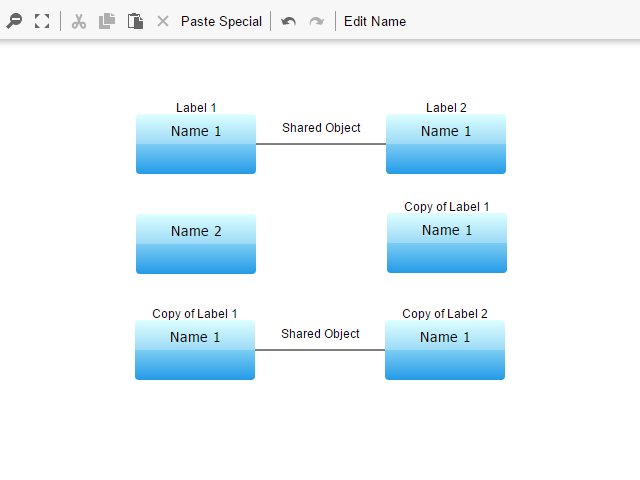 Paste Special
Edit Name
Label 1
Label 2
Name 1
Shared Object
Name 1
Name 2
Copy of Label 1
Name 1
Copy of Label 1
Copy of Label 2
Name 1
Shared Object
Name 1